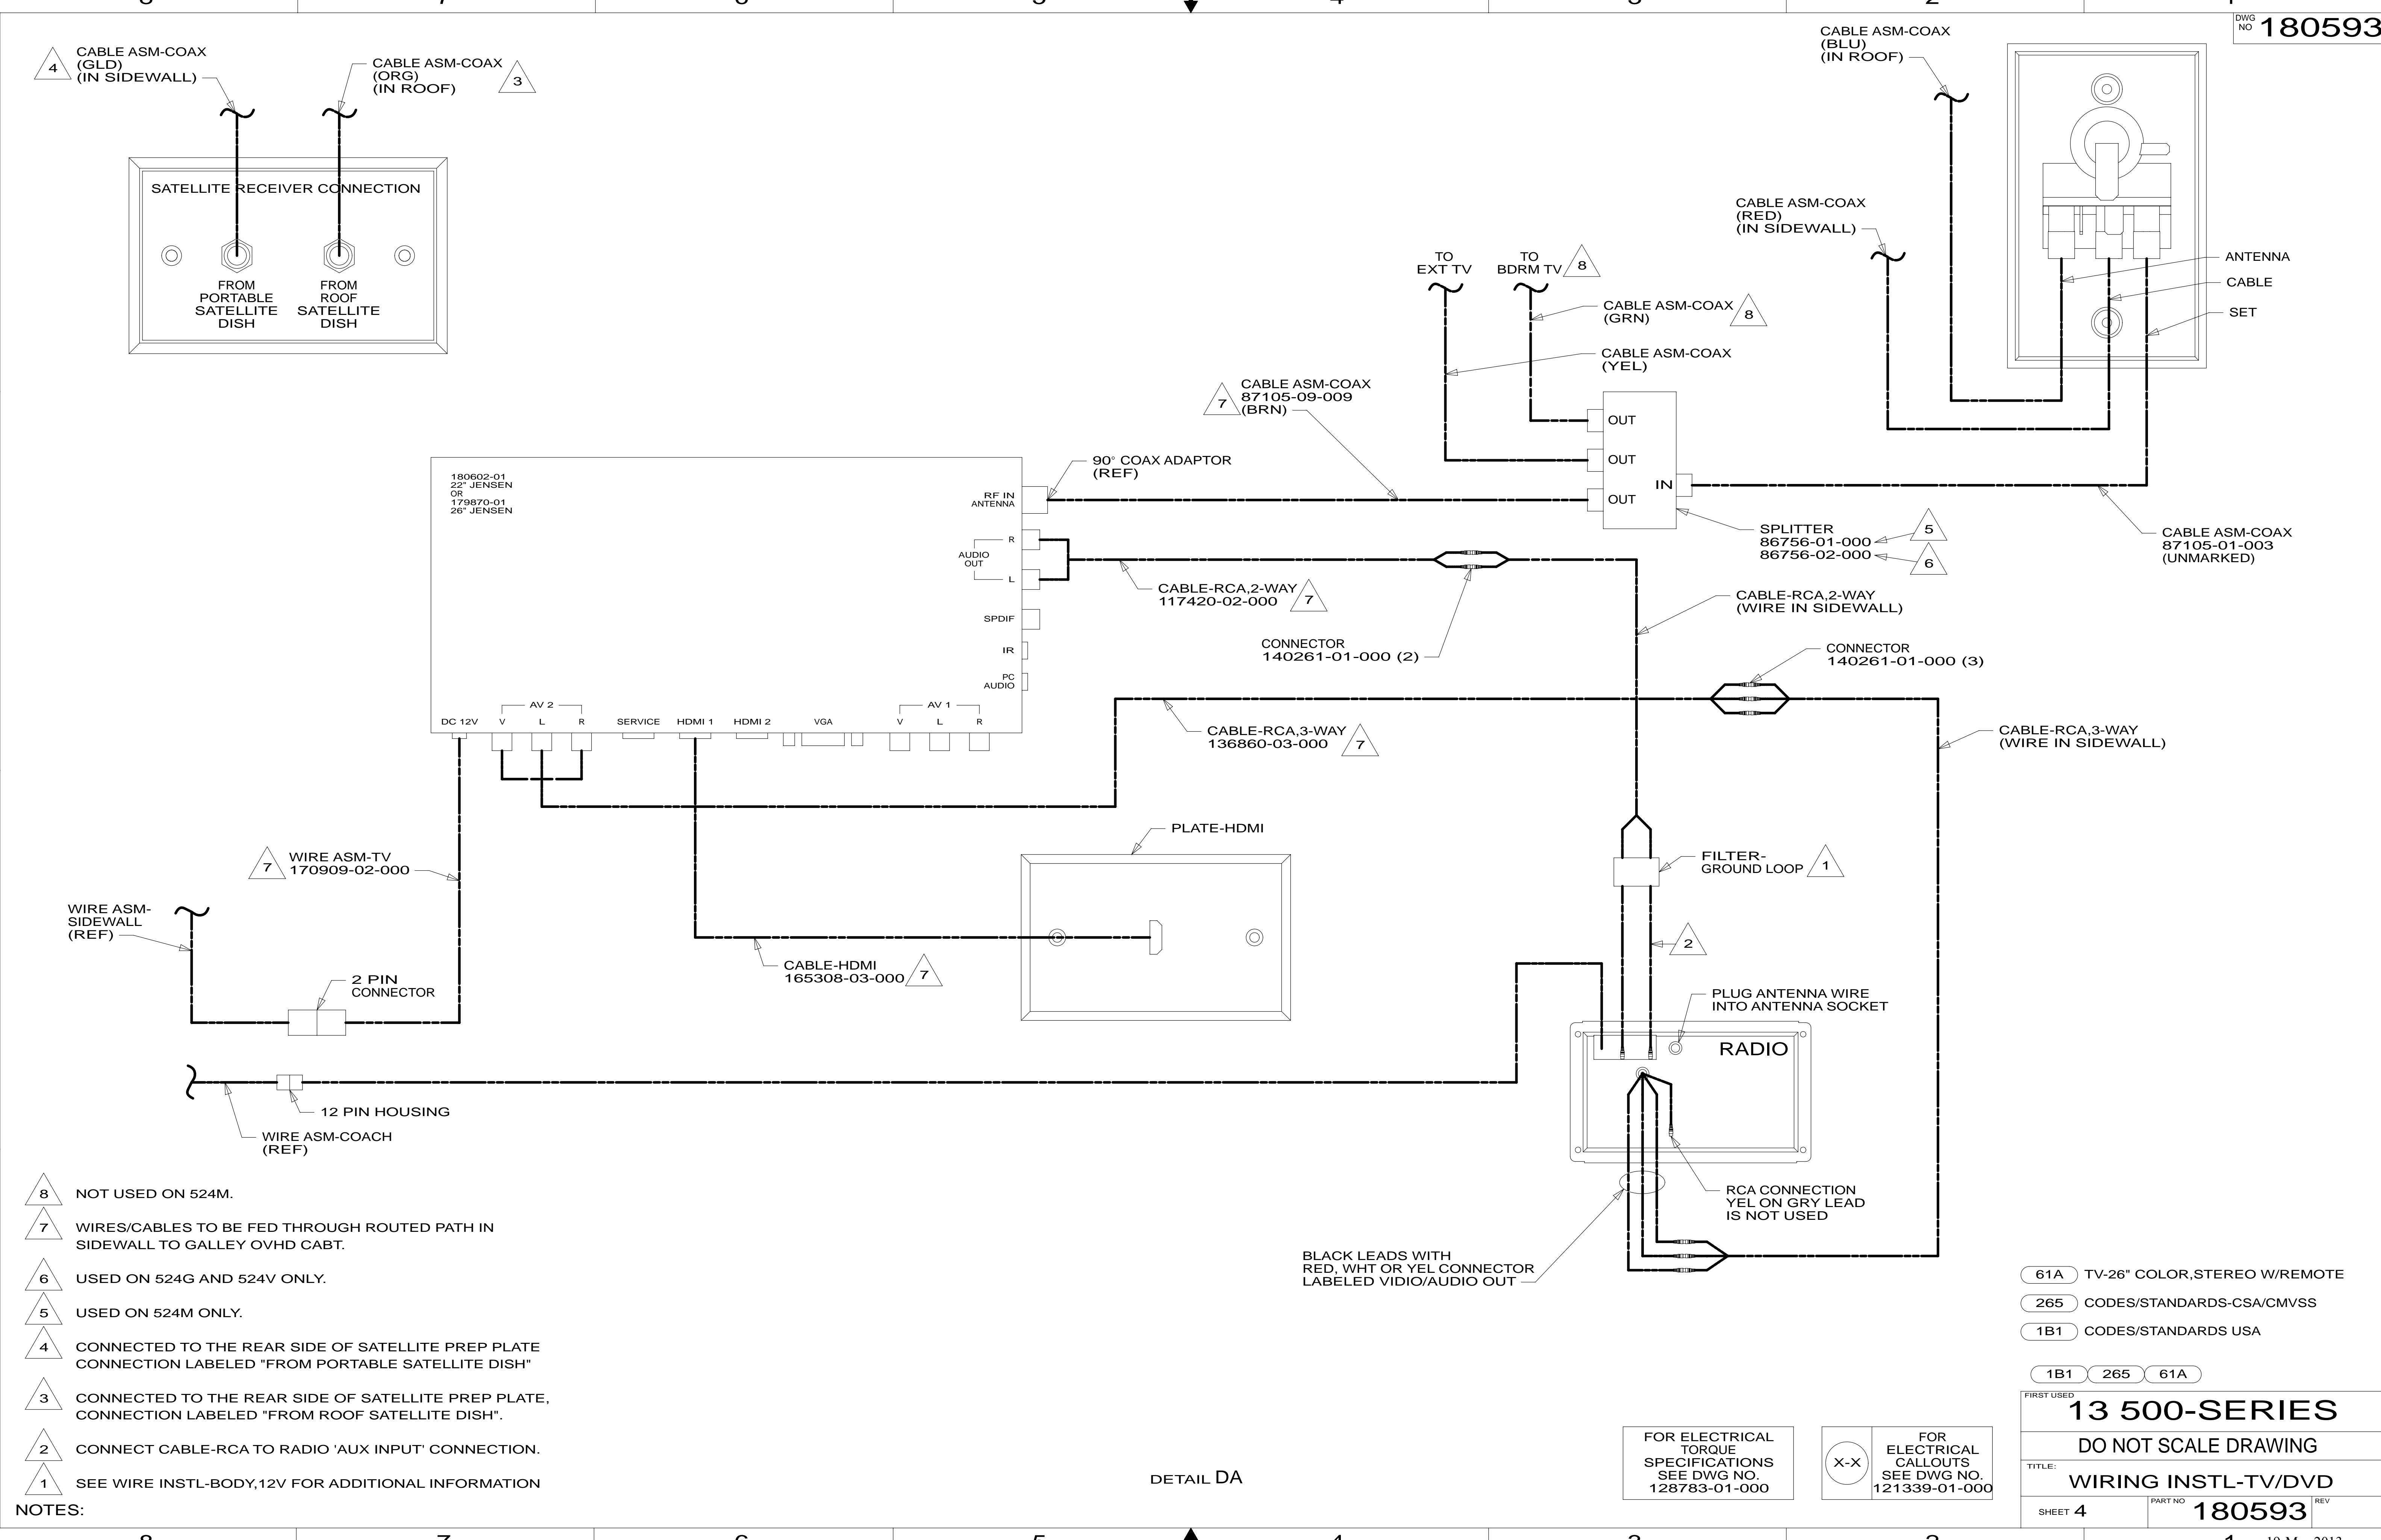 DWG
NO 180593
4
CABLE ASM-COAX
(GLD)
(IN SIDEWALL)
CABLE ASM-COAX
(ORG)
(IN ROOF)
3
SATELLITE RECEIVER CONNECTION
FROM
PORTABLE
SATELLITE
DISH
FROM
ROOF
SATELLITE
DISH
CABLE ASM-COAX
(BLU)
(IN ROOF)
CABLE ASM-COAX
(RED)
(IN SIDEWALL)
ANTENNA
CABLE
SET
TO
EXT TV
TO
BDRM TV
8
CABLE ASM-COAX
(GRN)
8
CABLE ASM-COAX
(YEL)
7
CABLE ASM-COAX
87105-09-009
(BRN)
OUT
OUT
OUT
IN
90° COAX ADAPTOR
(REF)
SPLITTER
86756-01-000
86756-02-000
5
6
CABLE ASM-COAX
87105-01-003
(UNMARKED)
180602-01
22" JENSEN
OR
179870-01
26" JENSEN
RF IN
ANTENNA
R
AUDIO
OUT
L
SPDIF
IR
PC
AUDIO
AV 2
AV 1
DC 12V V L R SERVICE HDMI 1 HDMI 2 VGA V L R
CABLE-RCA,2-WAY
117420-02-000
7
CONNECTOR
140261-01-000 (2)
CABLE-RCA,2-WAY
(WIRE IN SIDEWALL)
CONNECTOR
140261-01-000 (3)
CABLE-RCA,3-WAY
136860-03-000
7
CABLE-RCA,3-WAY
(WIRE IN SIDEWALL)
PLATE-HDMI
7
WIRE ASM-TV
170909-02-000
FILTER-
GROUND LOOP
1
WIRE ASM-
SIDEWALL
(REF)
2
CABLE-HDMI
165308-03-000
7
2 PIN
CONNECTOR
PLUG ANTENNA WIRE
INTO ANTENNA SOCKET
RADIO
12 PIN HOUSING
WIRE ASM-COACH
(REF)
RCA CONNECTION
YEL ON GRY LEAD
IS NOT USED
BLACK LEADS WITH
RED, WHT OR YEL CONNECTOR
LABELED VIDIO/AUDIO OUT
8 NOT USED ON 524M.
7 WIRES/CABLES TO BE FED THROUGH ROUTED PATH IN
SIDEWALL TO GALLEY OVHD CABT.
6 USED ON 524G AND 524V ONLY.
5 USED ON 524M ONLY.
4 CONNECTED TO THE REAR SIDE OF SATELLITE PREP PLATE
CONNECTION LABELED "FROM PORTABLE SATELLITE DISH"
3 CONNECTED TO THE REAR SIDE OF SATELLITE PREP PLATE,
CONNECTION LABELED "FROM ROOF SATELLITE DISH".
2 CONNECT CABLE-RCA TO RADIO 'AUX INPUT' CONNECTION.
1 SEE WIRE INSTL-BODY,12V FOR ADDITIONAL INFORMATION
NOTES:
DETAIL DA
61A TV-26" COLOR,STEREO W/REMOTE
265 CODES/STANDARDS-CSA/CMVSS
1B1 CODES/STANDARDS USA
1B1 265 61A
FOR ELECTRICAL
TORQUE
SPECIFICATIONS
SEE DWG NO.
128783-01-000
X-X
FOR
ELECTRICAL
CALLOUTS
SEE DWG NO.
121339-01-000
FIRST USED
13 500-SERIES
DO NOT SCALE DRAWING
TITLE:
WIRING INSTL-TV/DVD
SHEET 4
PART NO 180593
REV